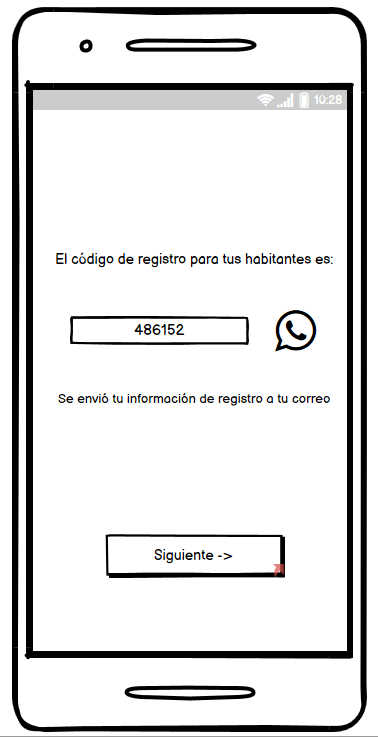 10:28
El código de registro para tus habitantes es:
486152
Se envió tu información de registro a tu correo
Siguiente ->